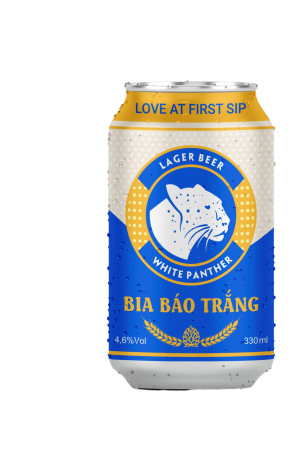 LOVE AT FIRST SIP
LAGER BEER
WHITE PANTHER
BIA BÁO TRẮNG
4,6%Vol
330 ml